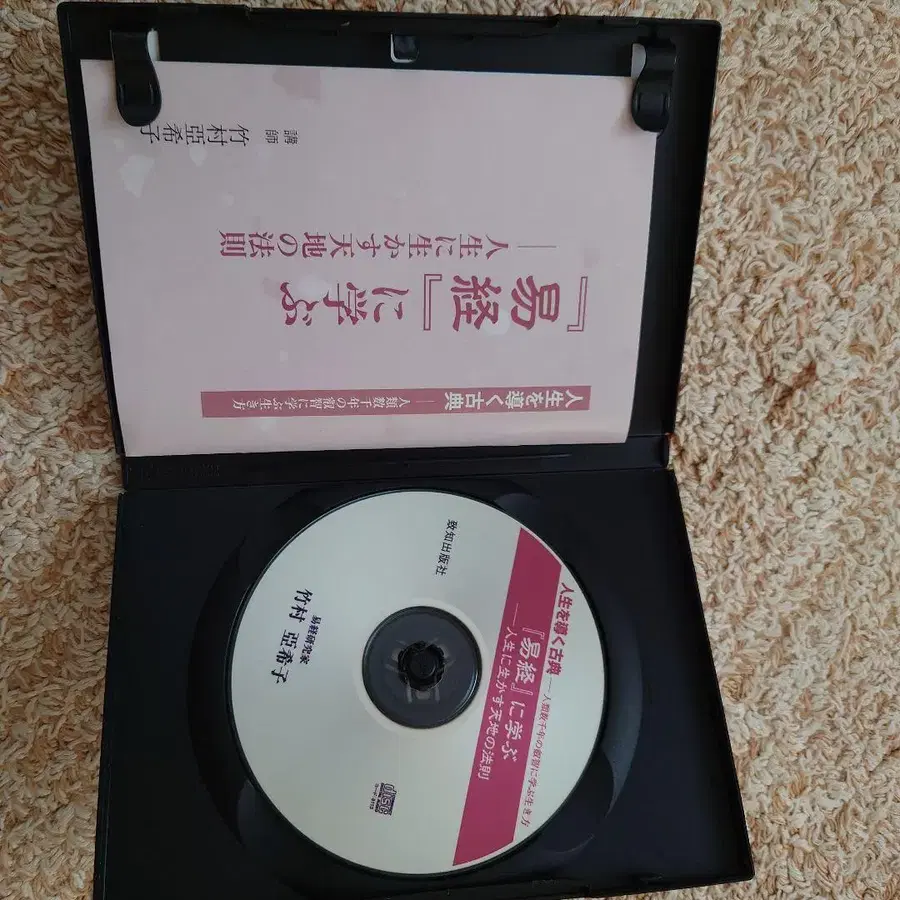 人生を導く古典 ― 人類数千年の叡智に学ぶ生き方
『易経』に学ぶ
―人生に生かす天地の法則
講師 竹村亞希子
人生を導く古典―人類数千年の叡智に学ぶ生き方
『易経』に学ぶ
―人生に生かす天地の法則
致知出版社
易経研究家
竹村 亞希子
disc